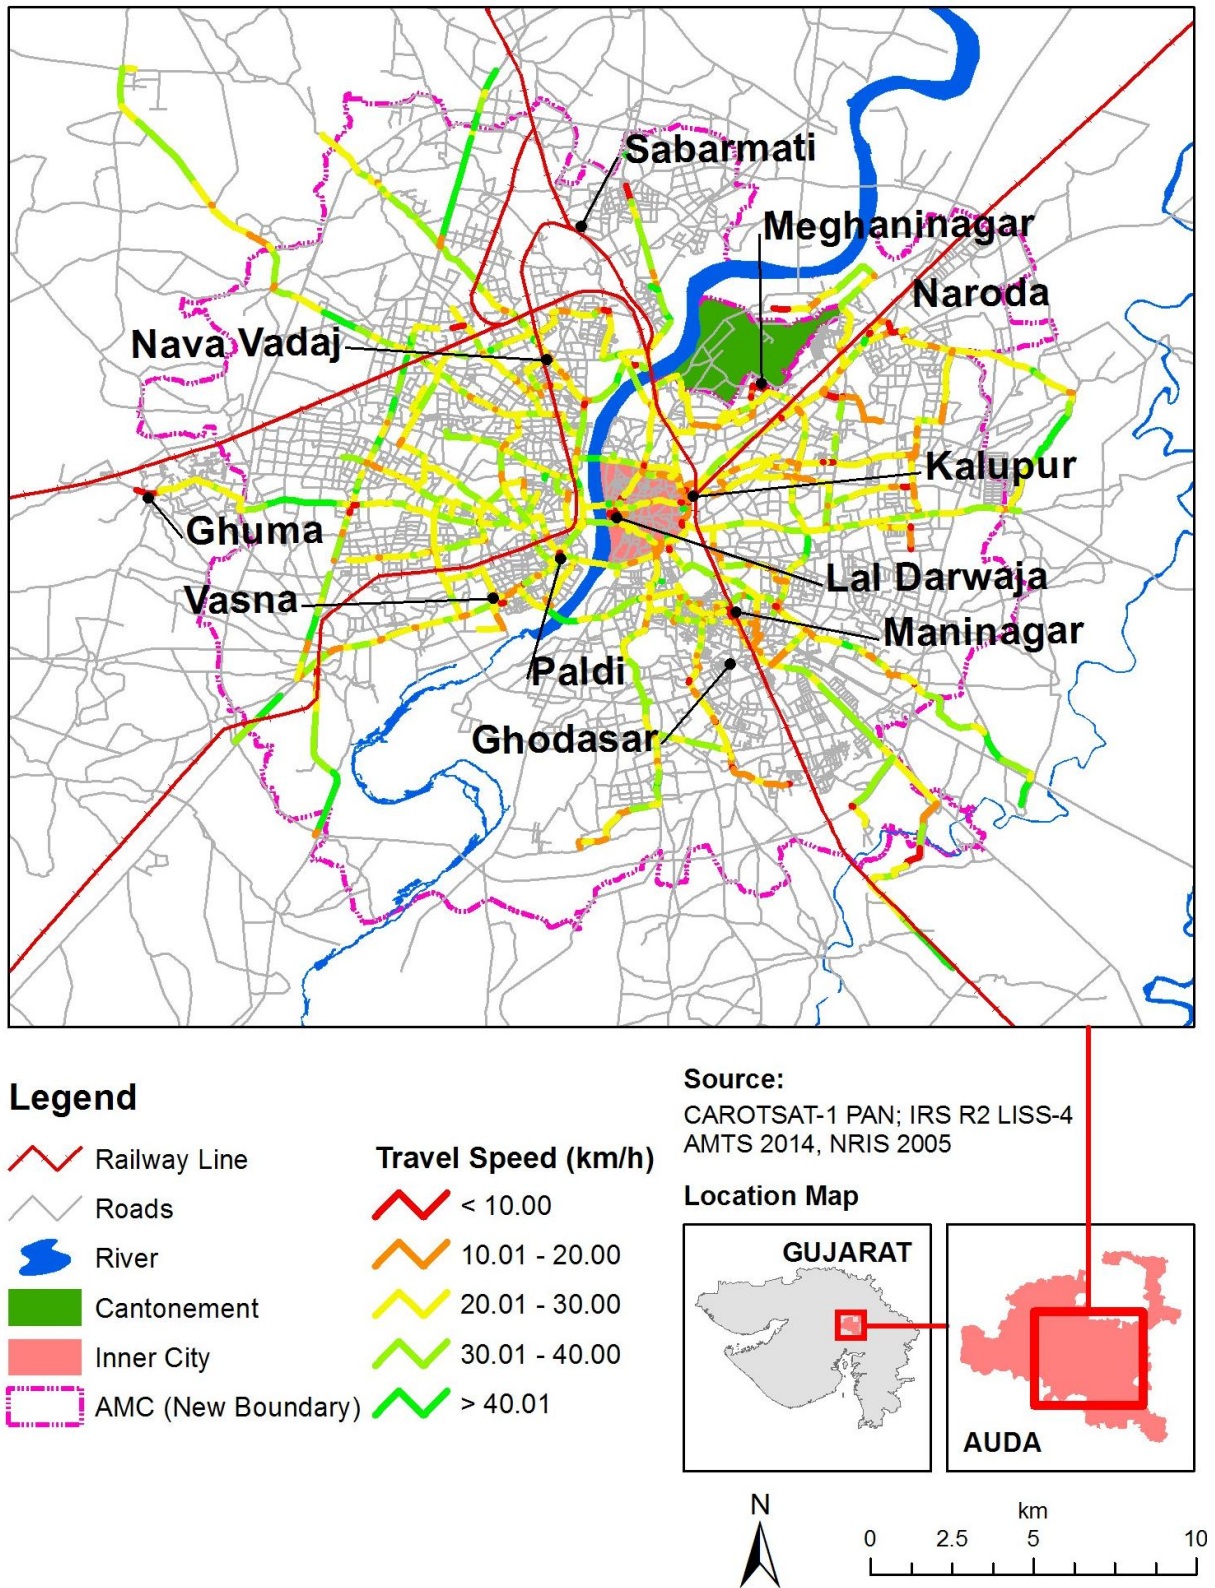 Sabarmati
Meghaninagar
Naroda
Nava Vadaj
Kalupur
Ghuma
Lal Darwaja
Vasna
Maninagar
Paldi
Ghodasar
Legend
Railway Line
Roads
River
Cantonement
Inner City
AMC (New Boundary)
Travel Speed (km/h)
< 10.00
10.01 - 20.00
20.01 - 30.00
30.01 - 40.00
> 40.01
Source:
CAROTSAT-1 PAN; IRS R2 LISS-4
AMTS 2014, NRIS 2005
Location Map
GUJARAT
AUDA
N
km
0 2.5 5 10